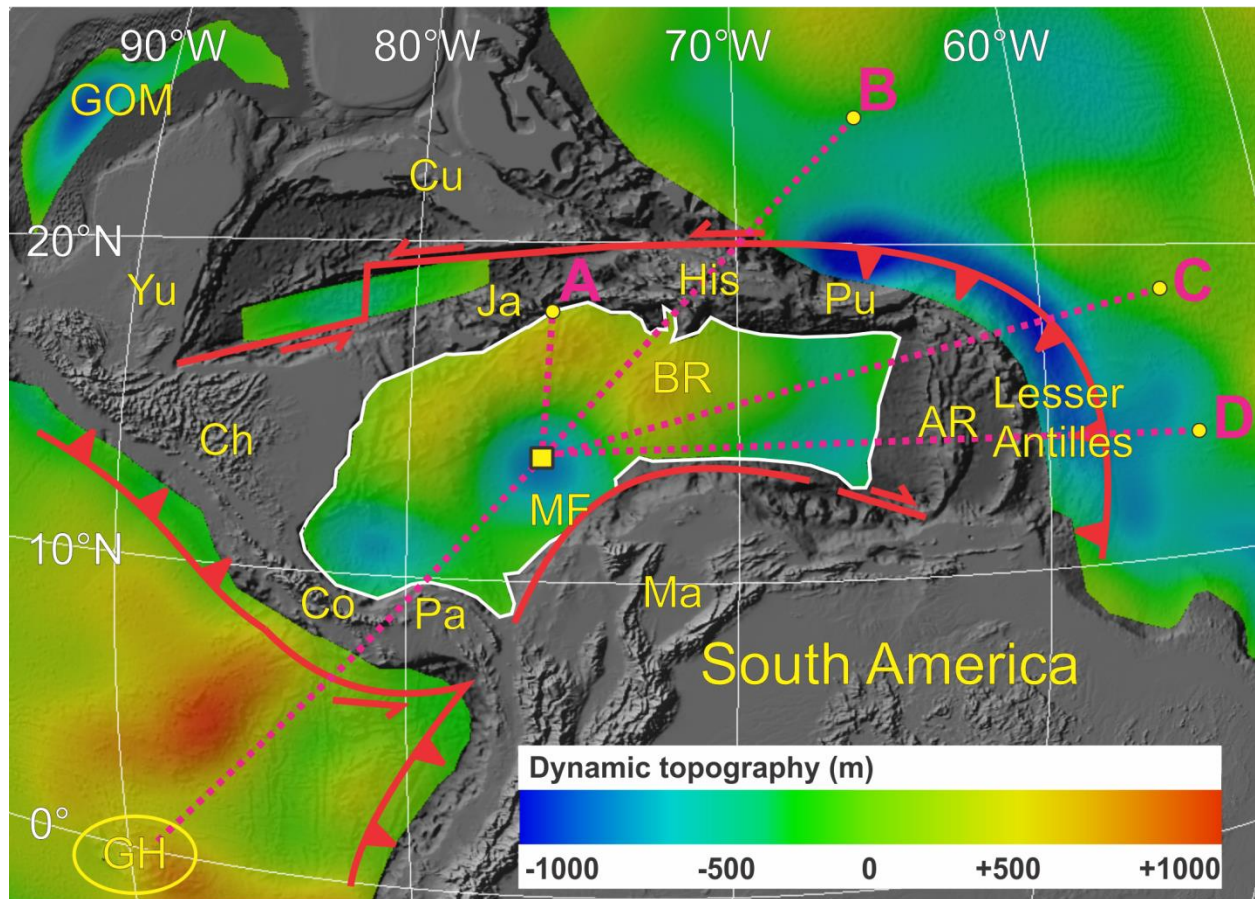 90°W 80°W 70°W 60°W
GOM
B
Cu
20°N
Yu
Ja
A
His
Pu
C
BR
Ch
AR
Lesser
Antilles
D
MF
10°N
Co
Pa
Ma
South America
Dynamic topography (m)
-1000 -500 0 +500 +1000
0°
GH